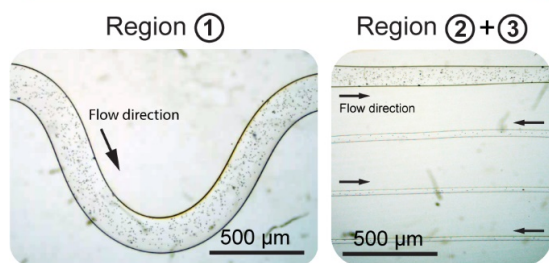 Region ①
Flow direction
500 µm
Region ②+③
Flow direction
500 µm